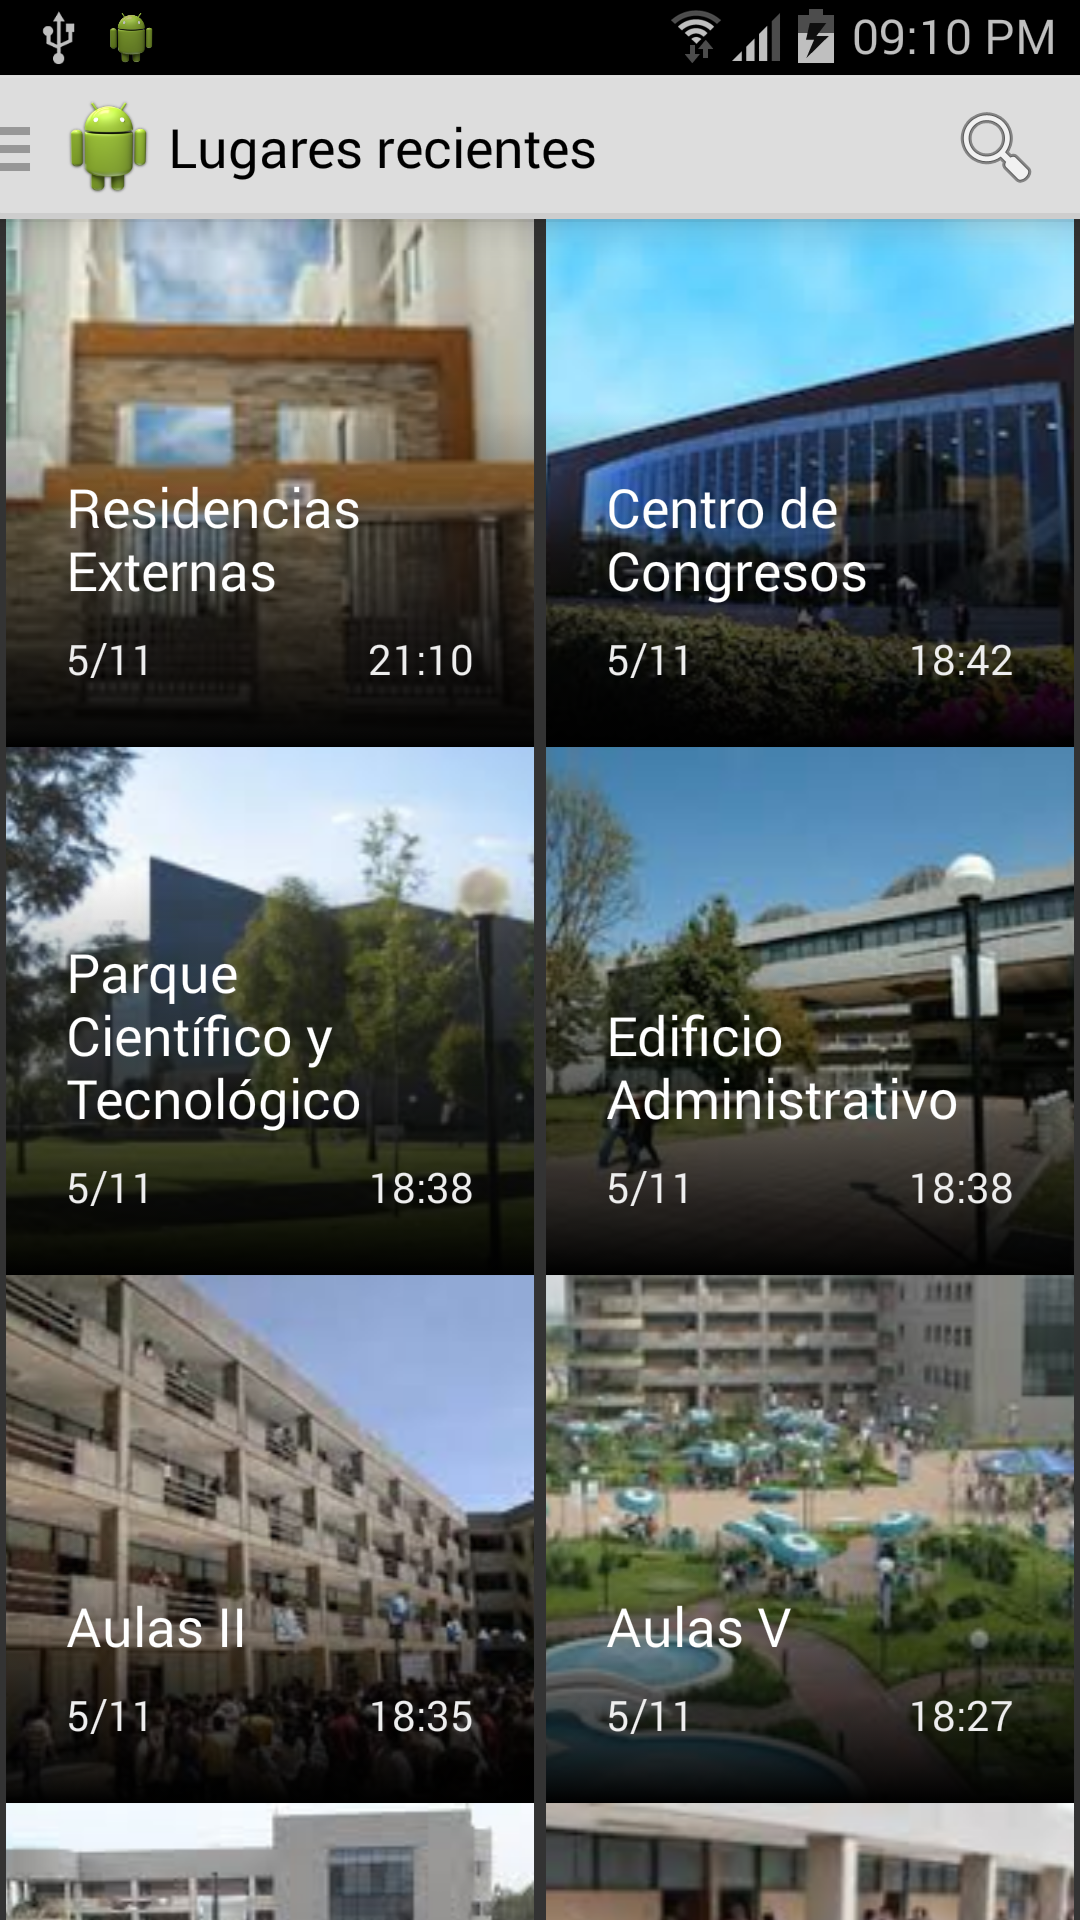 09:10 PM
Lugares recientes
Residencias
Externas
5/11 21:10
Centro de
Congresos
5/11 18:42
Parque
Científico y
Tecnológico
5/11 18:38
Edificio
Administrativo
5/11 18:38
Aulas II
5/11 18:35
Aulas V
5/11 18:27